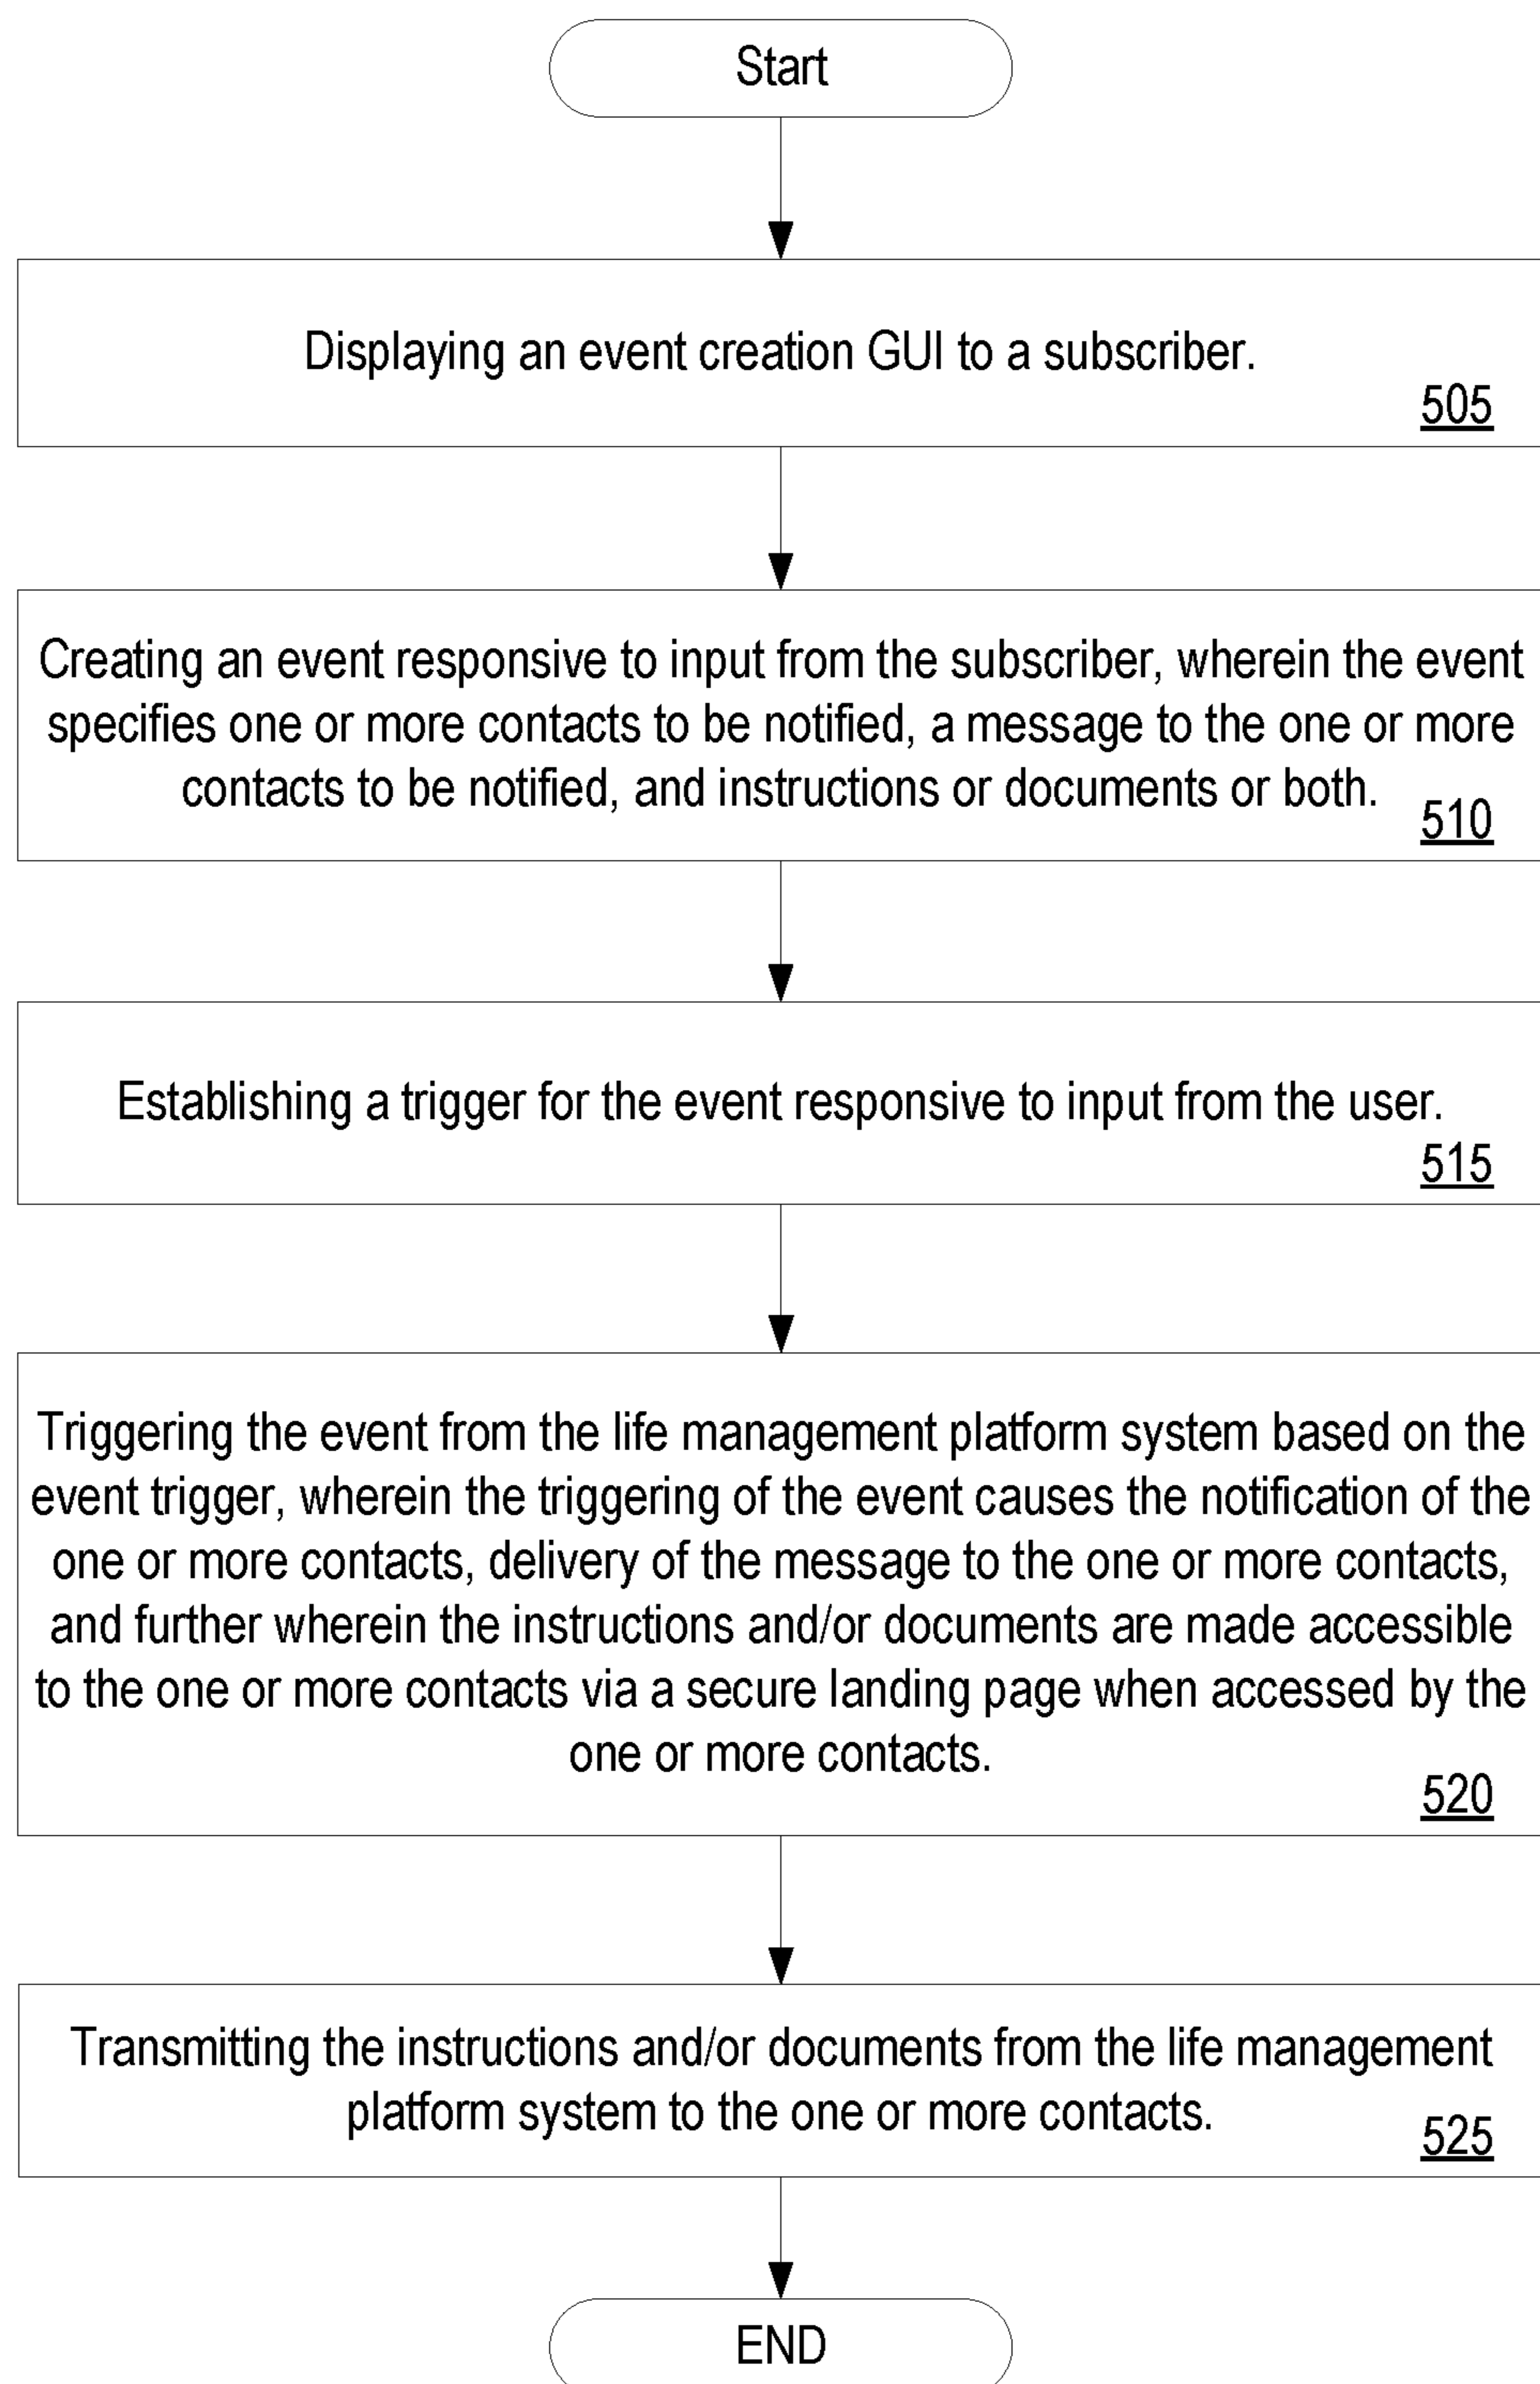 Start
Displaying an event creation GUI to a subscriber.
505
Creating an event responsive to input from the subscriber, wherein the event
specifies one or more contacts to be notified, a message to the one or more
contacts to be notified, and instructions or documents or both.
510
Establishing a trigger for the event responsive to input from the user.
515
Triggering the event from the life management platform system based on the
event trigger, wherein the triggering of the event causes the notification of the
one or more contacts, delivery of the message to the one or more contacts,
and further wherein the instructions and/or documents are made accessible
to the one or more contacts via a secure landing page when accessed by the
one or more contacts.
520
Transmitting the instructions and/or documents from the life management
platform system to the one or more contacts.
525
END